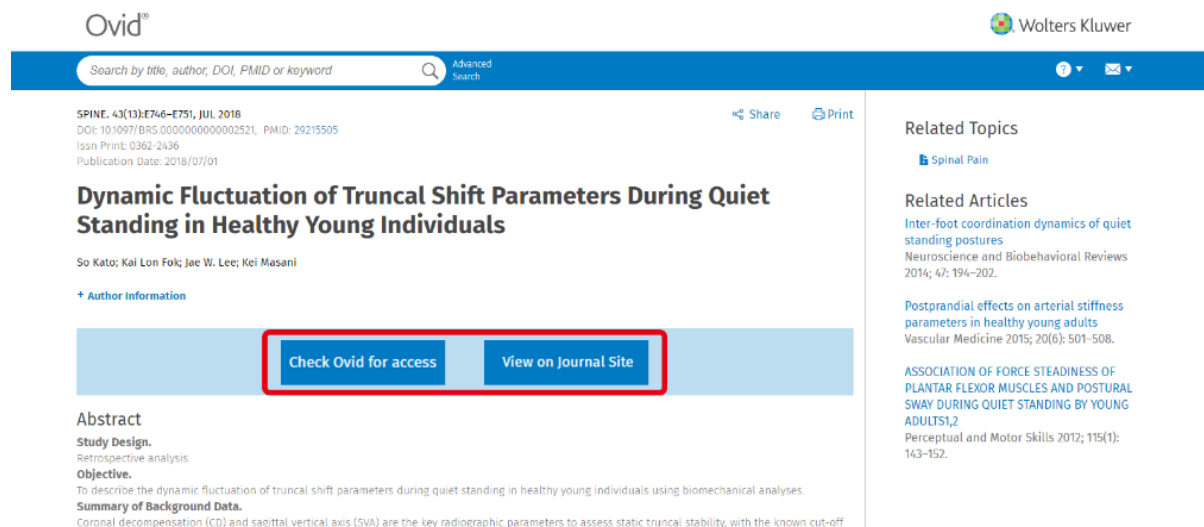 Ovid®
Wolters Kluwer
Search by title, author, DOI, PMID or keyword
Advanced
Search
?
SPINE. 43(13):E746–E751, JUL 2018
Share
Print
DOI: 10.1097/BRS.0000000000002521, PMID: 29215505
Issn Print: 0362-2436
Publication Date: 2018/07/01
Dynamic Fluctuation of Truncal Shift Parameters During Quiet
Standing in Healthy Young Individuals
So Kato; Kai Lon Fok; Jae W. Lee; Kei Masani
+ Author Information
Check Ovid for access
View on Journal Site
Abstract
Study Design.
Retrospective analysis.
Objective.
To describe the dynamic fluctuation of truncal shift parameters during quiet standing in healthy young individuals using biomechanical analyses.
Summary of Background Data.
Coronal decompensation (CD) and sagittal vertical axis (SVA) are the key radiographic parameters to assess static truncal stability, with the known cut-off
Related Topics
Spinal Pain
Related Articles
Inter-foot coordination dynamics of quiet
standing postures
Neuroscience and Biobehavioral Reviews
2014; 47: 194–202.
Postprandial effects on arterial stiffness
parameters in healthy young adults
Vascular Medicine 2015; 20(6): 501–508.
ASSOCIATION OF FORCE STEADINESS OF
PLANTAR FLEXOR MUSCLES AND POSTURAL
SWAY DURING QUIET STANDING BY YOUNG
ADULTS1,2
Perceptual and Motor Skills 2012; 115(1):
143–152.